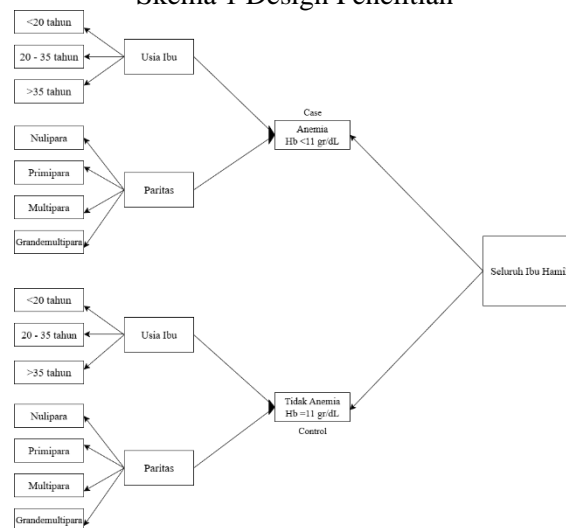 Skema 1 Design Penelitian
<20 tahun
20 - 35 tahun
>35 tahun
Usia Ibu
Nulipara
Primipara
Multipara
Grandemultipara
Paritas
Case
Anemia
Hb <11 gr/dL
Seluruh Ibu Hamil
<20 tahun
20 - 35 tahun
>35 tahun
Usia Ibu
Nulipara
Primipara
Multipara
Grandemultipara
Paritas
Tidak Anemia
Hb =11 gr/dL
Control